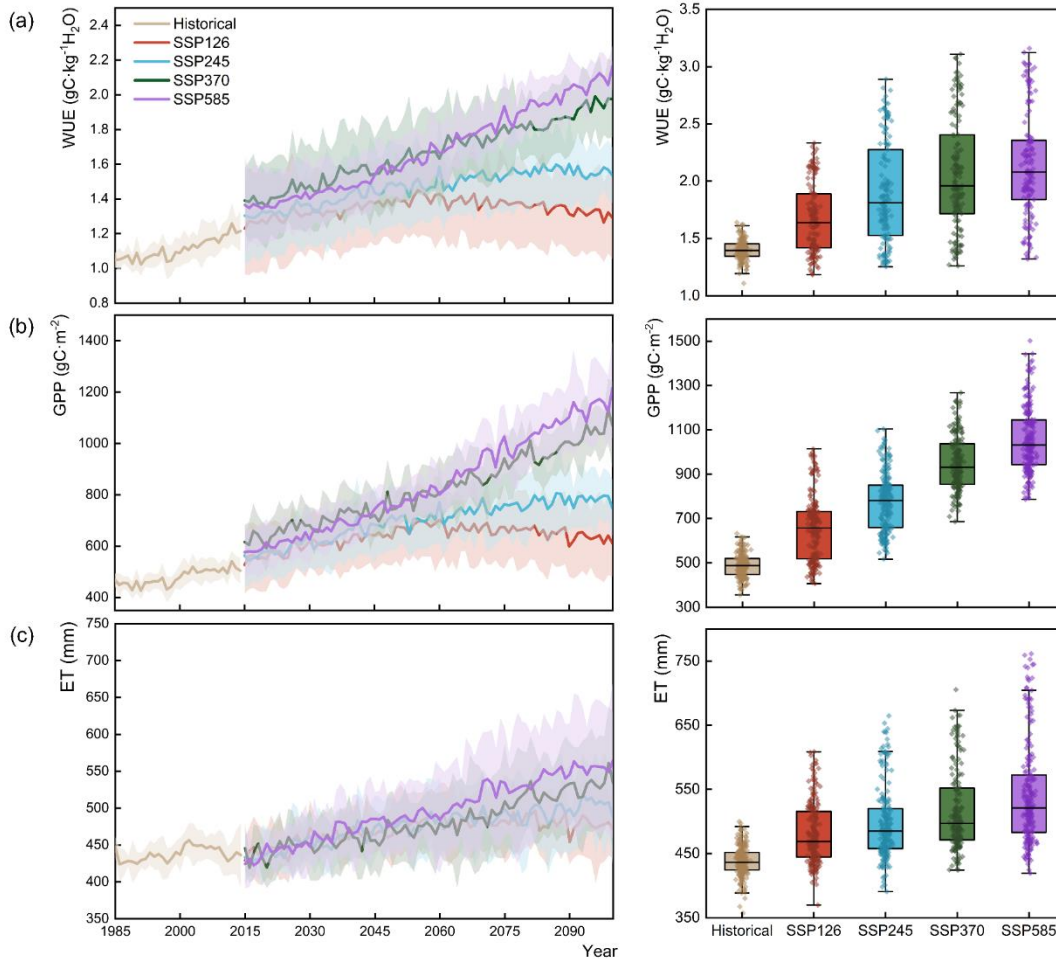 (a)
WUE (gC·kg⁻¹H₂O)
2.6
2.4
2.2
2.0
1.8
1.6
1.4
1.2
1.0
0.8
Historical
SSP126
SSP245
SSP370
SSP585
WUE (gC·kg⁻¹H₂O)
3.5
3.0
2.5
2.0
1.5
1.0
(b)
GPP (gC·m⁻²)
1400
1200
1000
800
600
400
GPP (gC·m⁻²)
1500
1300
1100
900
700
500
300
(c)
ET (mm)
750
700
650
600
550
500
450
400
350
1985 2000 2015 2030 2045 2060 2075 2090
Year
ET (mm)
750
650
550
450
350
Historical SSP126 SSP245 SSP370 SSP585